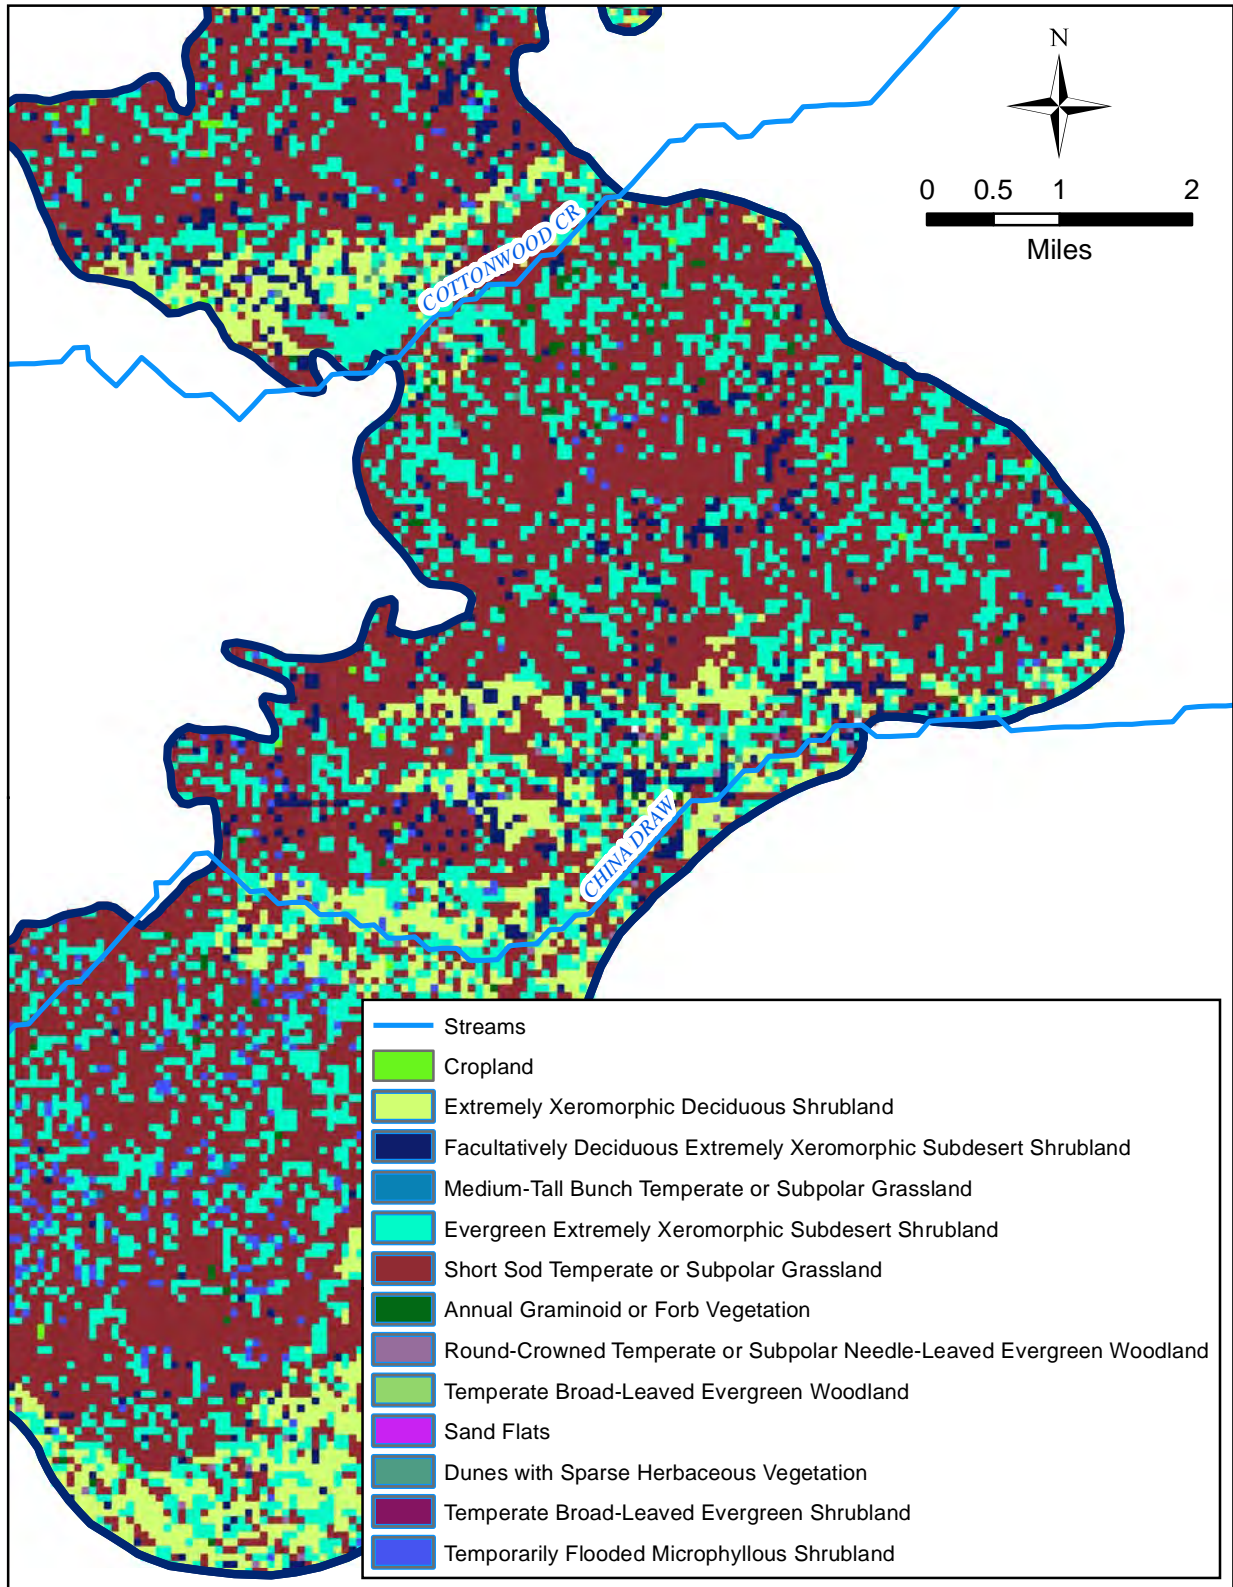 N
0 0.5 1 2
Miles
COTTONWOOD CR
CHINA DRAW
Streams
Cropland
Extremely Xeromorphic Deciduous Shrubland
Facultatively Deciduous Extremely Xeromorphic Subdesert Shrubland
Medium-Tall Bunch Temperate or Subpolar Grassland
Evergreen Extremely Xeromorphic Subdesert Shrubland
Short Sod Temperate or Subpolar Grassland
Annual Graminoid or Forb Vegetation
Round-Crowned Temperate or Subpolar Needle-Leaved Evergreen Woodland
Temperate Broad-Leaved Evergreen Woodland
Sand Flats
Dunes with Sparse Herbaceous Vegetation
Temperate Broad-Leaved Evergreen Shrubland
Temporarily Flooded Microphyllous Shrubland